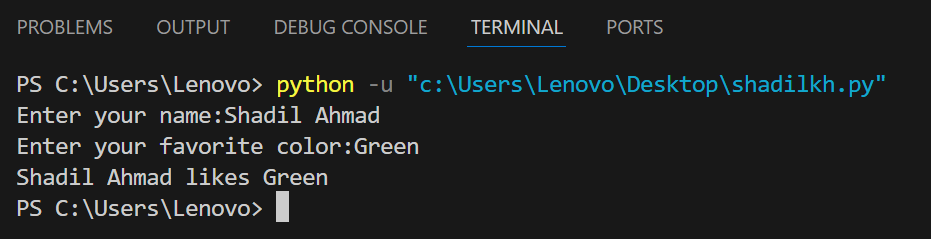 PROBLEMS OUTPUT DEBUG CONSOLE TERMINAL PORTS
PS C:\Users\Lenovo> python -u "c:\Users\Lenovo\Desktop\shadilkh.py"
Enter your name:Shadil Ahmad
Enter your favorite color:Green
Shadil Ahmad likes Green
PS C:\Users\Lenovo>